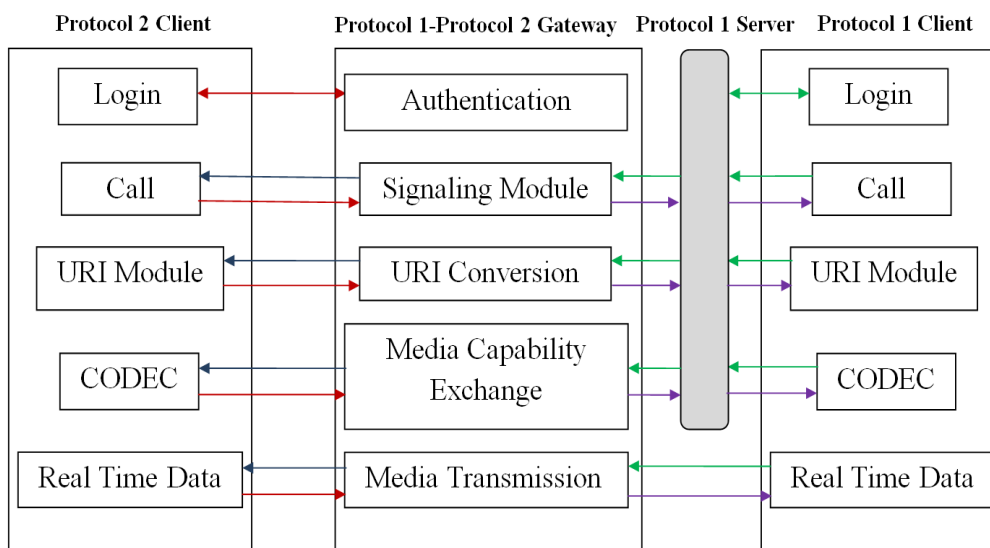 Protocol 2 Client
Protocol 1-Protocol 2 Gateway
Protocol 1 Server
Protocol 1 Client
Login
Authentication
Login
Call
Signaling Module
Call
URI Module
URI Conversion
URI Module
CODEC
Media Capability
Exchange
CODEC
Real Time Data
Media Transmission
Real Time Data